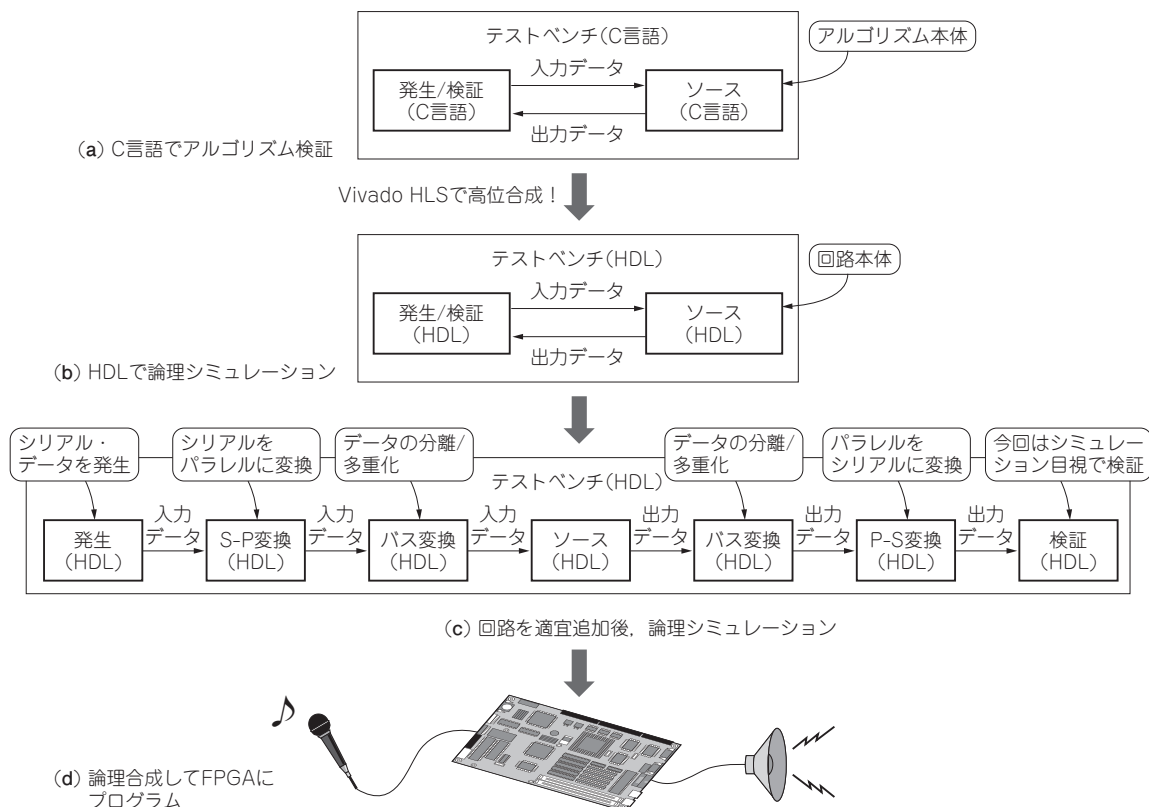 テストベンチ(C言語)
アルゴリズム本体
入力データ
発生/検証
(C言語)
ソース
(C言語)
出力データ
(a) C言語でアルゴリズム検証
Vivado HLSで高位合成！
テストベンチ(HDL)
回路本体
入力データ
発生/検証
(HDL)
ソース
(HDL)
出力データ
(b) HDLで論理シミュレーション
シリアル・
データを発生
シリアルを
パラレルに変換
データの分離/
多重化
データの分離/
多重化
パラレルを
シリアルに変換
今回はシミュレー
ション目視で検証
テストベンチ(HDL)
発生
(HDL)
入力
データ
S-P変換
(HDL)
入力
データ
バス変換
(HDL)
入力
データ
ソース
(HDL)
出力
データ
バス変換
(HDL)
出力
データ
P-S変換
(HDL)
出力
データ
検証
(HDL)
(c) 回路を適宜追加後，論理シミュレーション
(d) 論理合成してFPGAに
プログラム